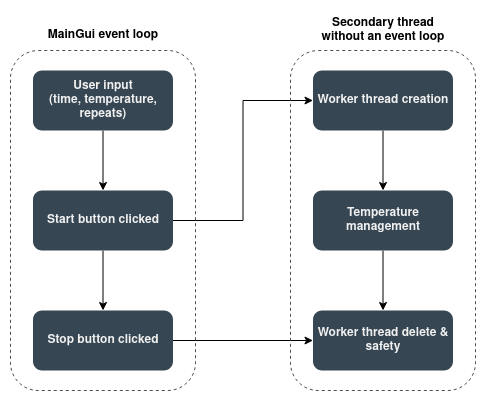 MainGui event loop
User input
(time, temperature,
repeats)
Start button clicked
Stop button clicked
Secondary thread
without an event loop
Worker thread creation
Temperature
management
Worker thread delete &
safety